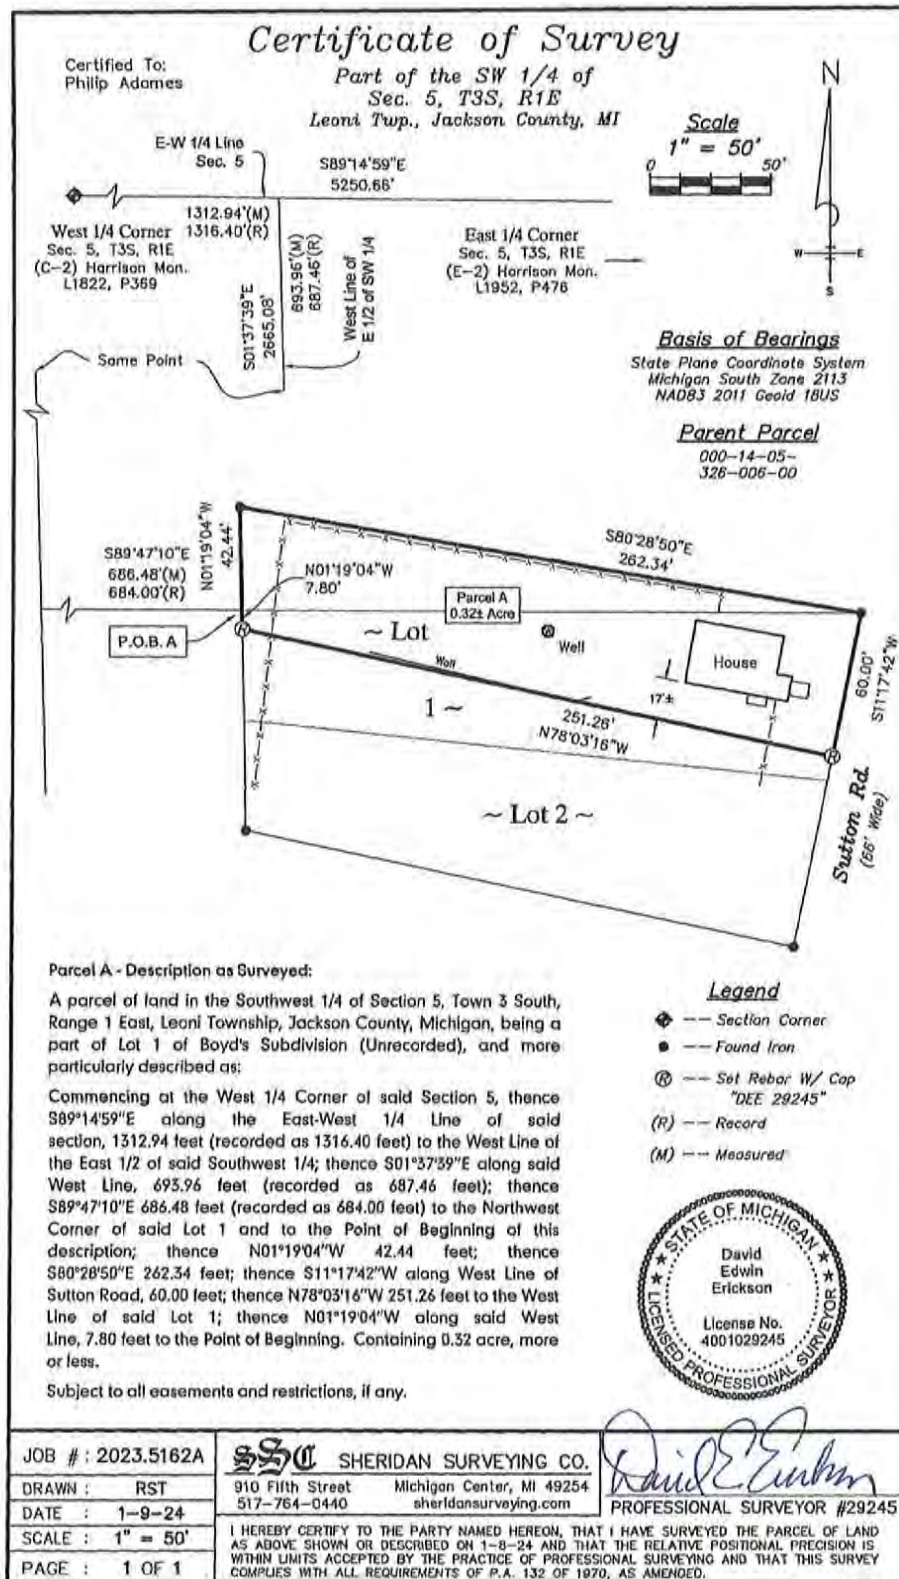 Certificate of Survey
Certified To:
Philip Adames
Part of the SW 1/4 of
Sec. 5, T3S, R1E
Leoni Twp., Jackson County, MI
N
W
E
S
Scale
1" = 50'
0
50'
E-W 1/4 Line
Sec. 5
S89°14'59"E
5250.66'
West 1/4 Corner
Sec. 5, T3S, R1E
(C-2) Harrison Mon.
L1822, P369
1312.94'(M)
1316.40'(R)
S01°37'39"E
2665.08'
693.96'(M)
687.46'(R)
West Line of
E 1/2 of SW 1/4
East 1/4 Corner
Sec. 5, T3S, R1E
(E-2) Harrison Mon.
L1952, P476
Same Point
Basis of Bearings
State Plane Coordinate System
Michigan South Zone 2113
NAD83 2011 Geoid 18US
Parent Parcel
000-14-05-
326-006-00
S89°47'10"E
686.48'(M)
684.00'(R)
N01°19'04"W
42.44'
N01°19'04"W
7.80'
S80°28'50"E
262.34'
P.O.B. A
Parcel A
0.32± Acre
~ Lot
1 ~
Well
Wall
House
17'±
60.00'
S11°17'42"W
251.26'
N78°03'16"W
~ Lot 2 ~
Sutton Rd.
(66' Wide)
Parcel A - Description as Surveyed:
A parcel of land in the Southwest 1/4 of Section 5, Town 3 South,
Range 1 East, Leoni Township, Jackson County, Michigan, being a
part of Lot 1 of Boyd's Subdivision (Unrecorded), and more
particularly described as:
Commencing at the West 1/4 Corner of said Section 5, thence
S89°14'59"E along the East-West 1/4 Line of said
section, 1312.94 feet (recorded as 1316.40 feet) to the West Line of
the East 1/2 of said Southwest 1/4; thence S01°37'39"E along said
West Line, 693.96 feet (recorded as 687.46 feet); thence
S89°47'10"E 686.48 feet (recorded as 684.00 feet) to the Northwest
Corner of said Lot 1 and to the Point of Beginning of this
description; thence N01°19'04"W 42.44 feet; thence
S80°28'50"E 262.34 feet; thence S11°17'42"W along West Line of
Sutton Road, 60.00 feet; thence N78°03'16"W 251.26 feet to the West
Line of said Lot 1; thence N01°19'04"W along said West
Line, 7.80 feet to the Point of Beginning. Containing 0.32 acre, more
or less.
Subject to all easements and restrictions, if any.
Legend
--- Section Corner
--- Found Iron
R --- Set Rebar W/ Cap
"DEE 29245"
(R) --- Record
(M) --- Measured
STATE OF MICHIGAN
David
Edwin
Erickson
License No.
4001029245
LICENSED PROFESSIONAL SURVEYOR
JOB # : 2023.5162A
DRAWN : RST
DATE : 1-9-24
SCALE : 1" = 50'
PAGE : 1 OF 1
SSC SHERIDAN SURVEYING CO.
910 Fifth Street Michigan Center, MI 49254
517-764-0440 sheridansurveying.com
David E. Erickson
PROFESSIONAL SURVEYOR #29245
I HEREBY CERTIFY TO THE PARTY NAMED HEREON, THAT I HAVE SURVEYED THE PARCEL OF LAND
AS ABOVE SHOWN OR DESCRIBED ON 1-8-24 AND THAT THE RELATIVE POSITIONAL PRECISION IS
WITHIN LIMITS ACCEPTED BY THE PRACTICE OF PROFESSIONAL SURVEYING AND THAT THIS SURVEY
COMPLIES WITH ALL REQUIREMENTS OF P.A. 132 OF 1970, AS AMENDED.